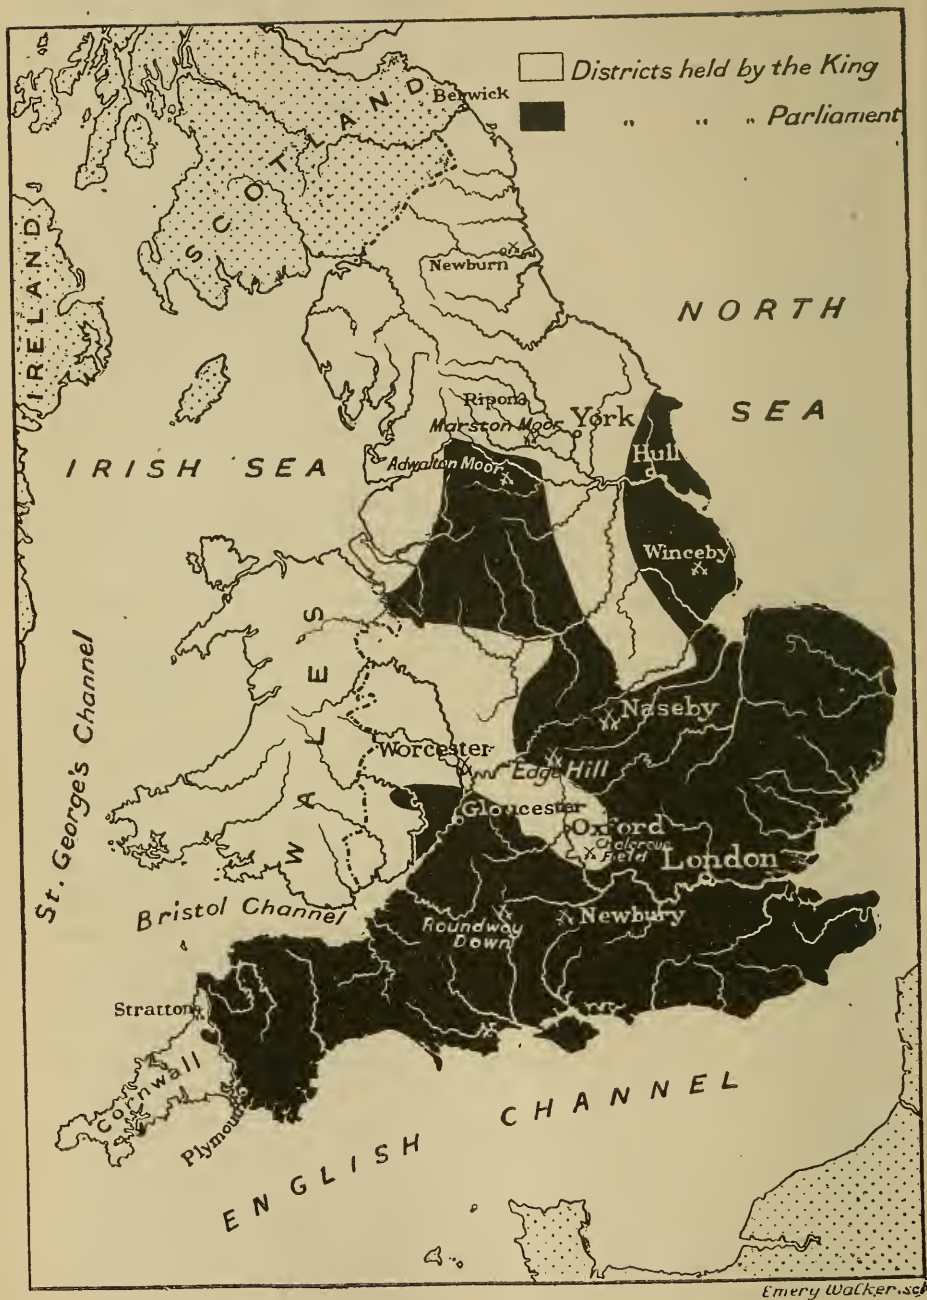 Districts held by the King
" " " Parliament
SCOTLAND
Berwick
IRELAND
Newburn
NORTH
SEA
Ripon
Marston Moor
York
Adwalton Moor
Hull
IRISH SEA
Winceby
WALES
St. George's Channel
Naseby
Worcester
Edge Hill
Gloucester
Oxford
Chalgrove
Field
London
Bristol Channel
Roundway
Down
Newbury
Stratton
Cornwall
Plymouth
ENGLISH CHANNEL
Emery Walker. sc